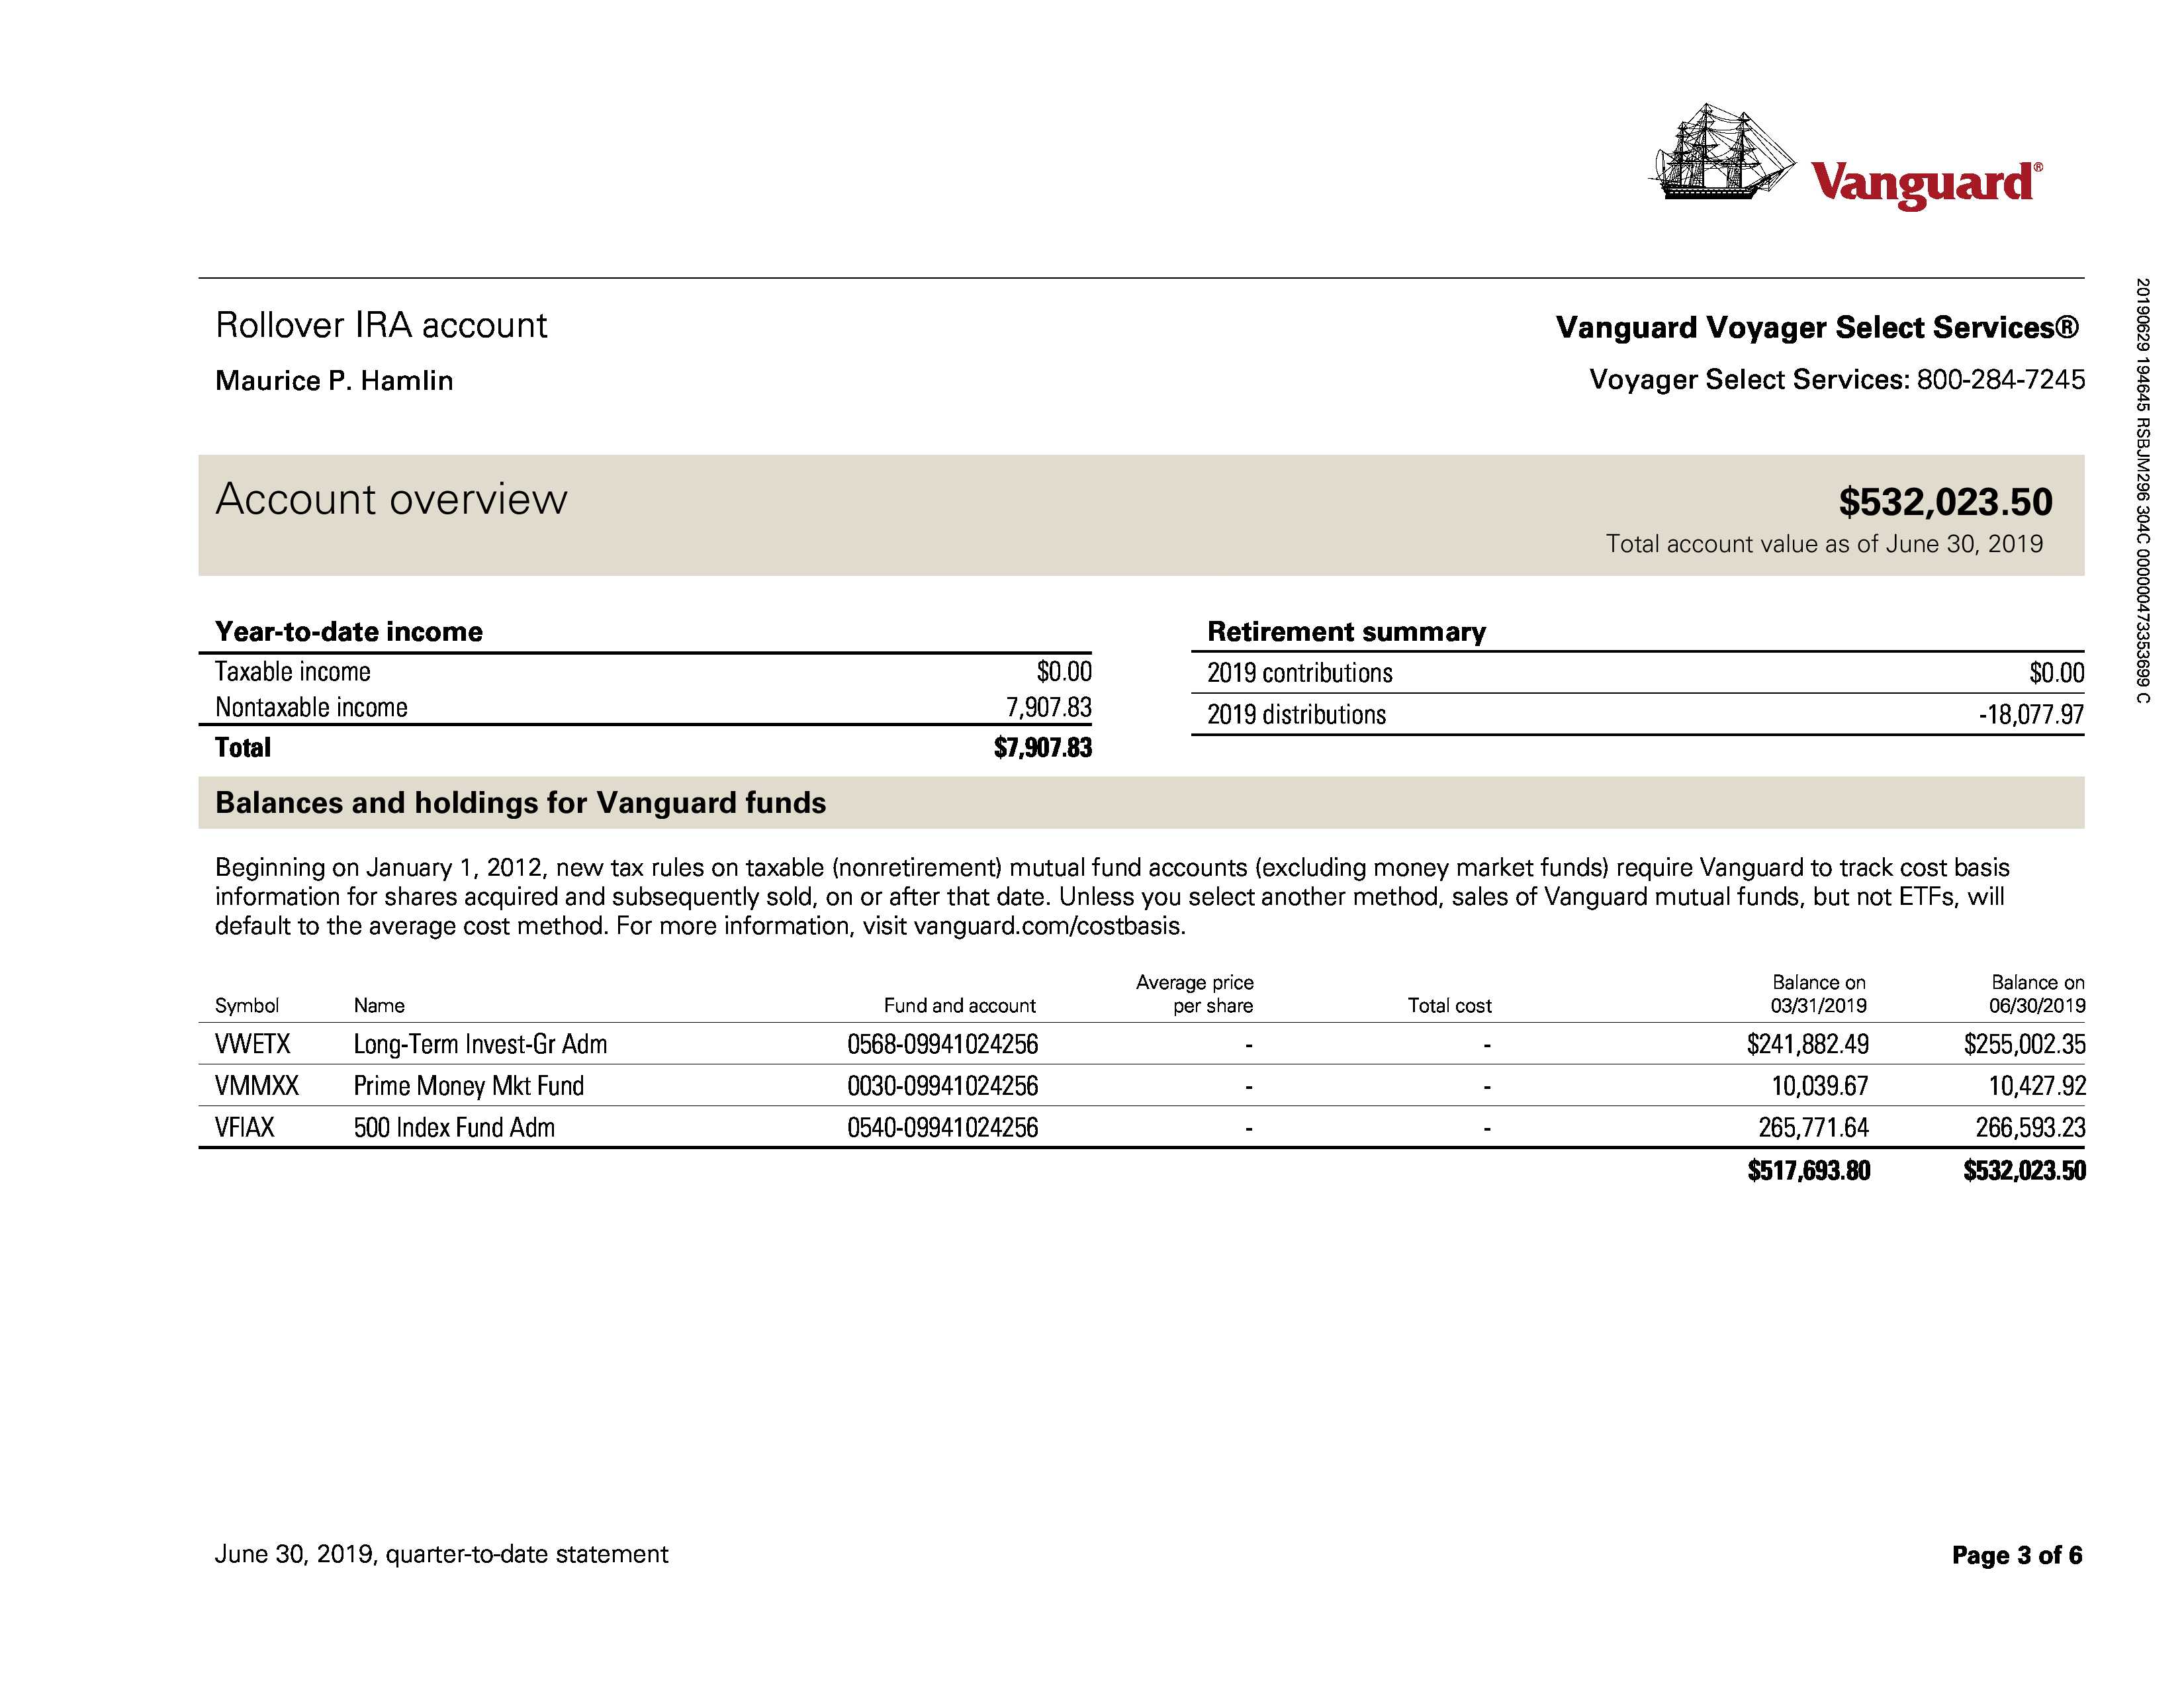 Vanguard®
Rollover IRA account
Vanguard Voyager Select Services®
Maurice P. Hamlin
Voyager Select Services: 800-284-7245
Account overview
$532,023.50
Total account value as of June 30, 2019
Year-to-date income
Taxable income $0.00
Nontaxable income 7,907.83
Total $7,907.83
Retirement summary
2019 contributions $0.00
2019 distributions -18,077.97
Balances and holdings for Vanguard funds
Beginning on January 1, 2012, new tax rules on taxable (nonretirement) mutual fund accounts (excluding money market funds) require Vanguard to track cost basis
information for shares acquired and subsequently sold, on or after that date. Unless you select another method, sales of Vanguard mutual funds, but not ETFs, will
default to the average cost method. For more information, visit vanguard.com/costbasis.
Symbol Name Fund and account Average price per share Total cost Balance on 03/31/2019 Balance on 06/30/2019
VWETX Long-Term Invest-Gr Adm 0568-09941024256 - - $241,882.49 $255,002.35
VMMXX Prime Money Mkt Fund 0030-09941024256 - - 10,039.67 10,427.92
VFIAX 500 Index Fund Adm 0540-09941024256 - - 265,771.64 266,593.23
$517,693.80 $532,023.50
June 30, 2019, quarter-to-date statement
Page 3 of 6
20190629 194645 RSBJM296 304C 000000473353699 C